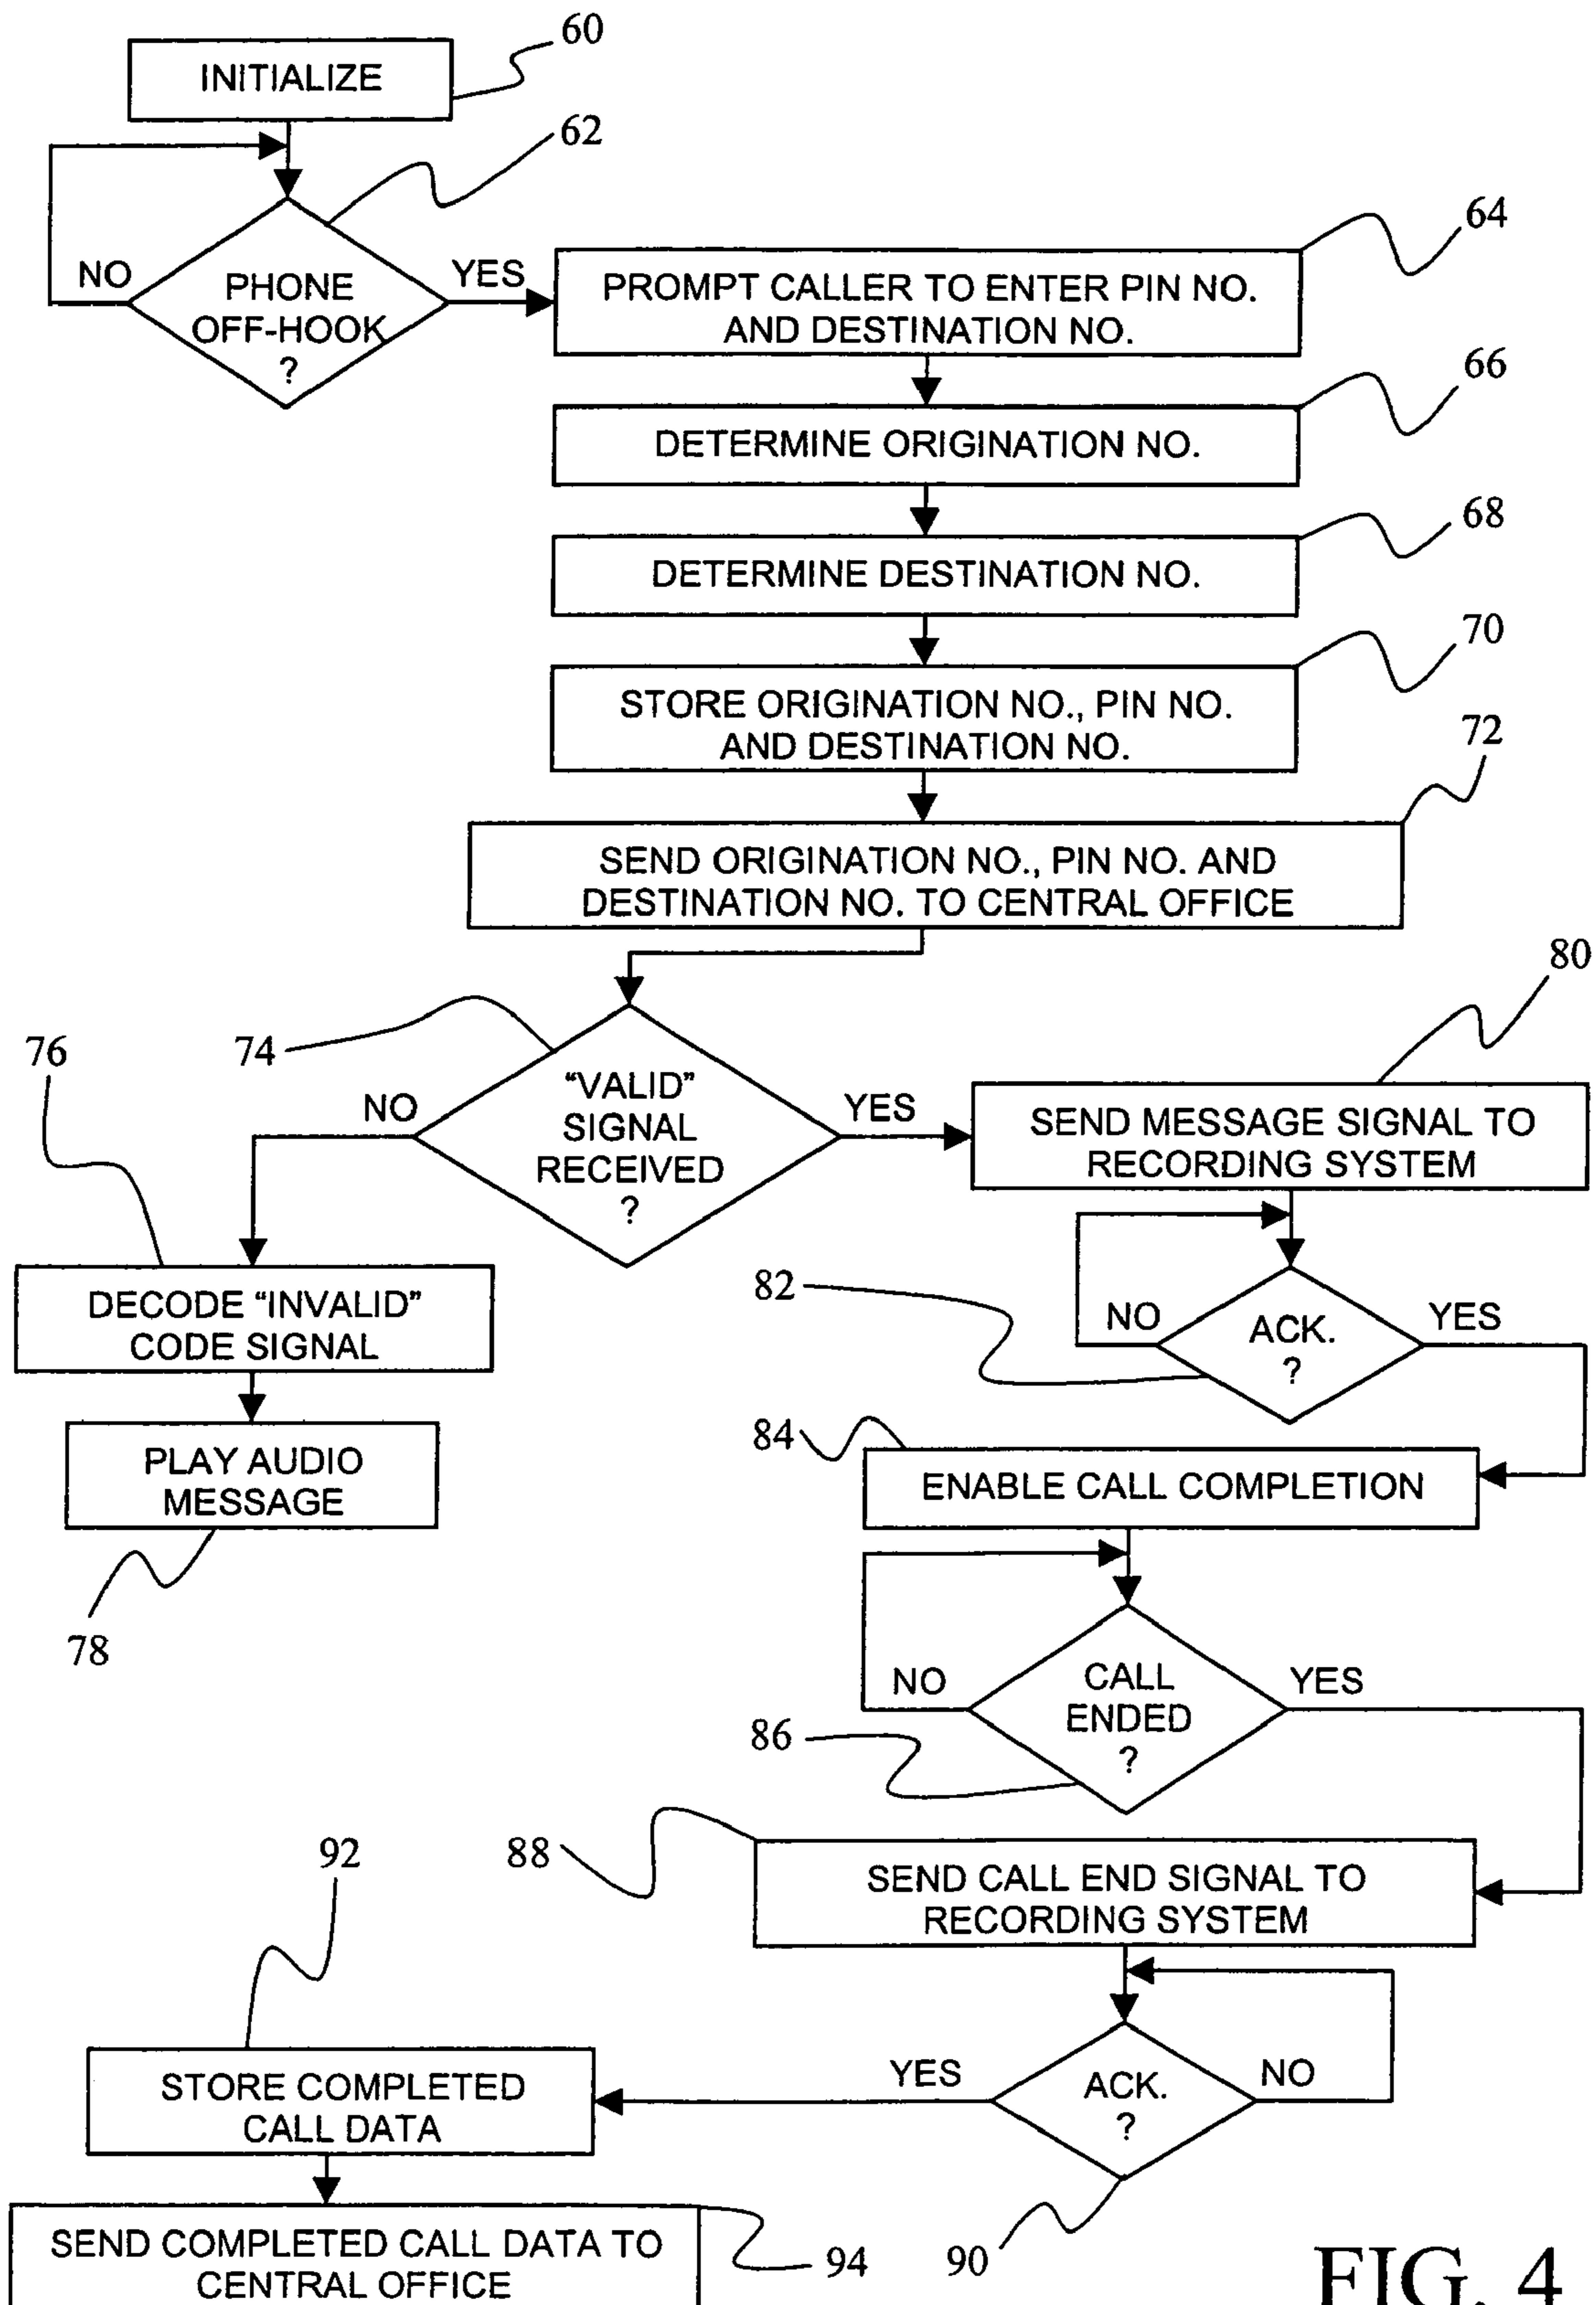 60
INITIALIZE
62
NO
YES
PHONE
OFF-HOOK
?
64
PROMPT CALLER TO ENTER PIN NO.
AND DESTINATION NO.
66
DETERMINE ORIGINATION NO.
68
DETERMINE DESTINATION NO.
70
STORE ORIGINATION NO., PIN NO.
AND DESTINATION NO.
72
SEND ORIGINATION NO., PIN NO. AND
DESTINATION NO. TO CENTRAL OFFICE
74
NO
YES
“VALID”
SIGNAL
RECEIVED
?
76
DECODE “INVALID”
CODE SIGNAL
PLAY AUDIO
MESSAGE
78
80
SEND MESSAGE SIGNAL TO
RECORDING SYSTEM
82
NO
YES
ACK.
?
84
ENABLE CALL COMPLETION
NO
YES
CALL
ENDED
?
86
88
SEND CALL END SIGNAL TO
RECORDING SYSTEM
YES
NO
ACK.
?
90
92
STORE COMPLETED
CALL DATA
SEND COMPLETED CALL DATA TO
CENTRAL OFFICE
94
FIG. 4